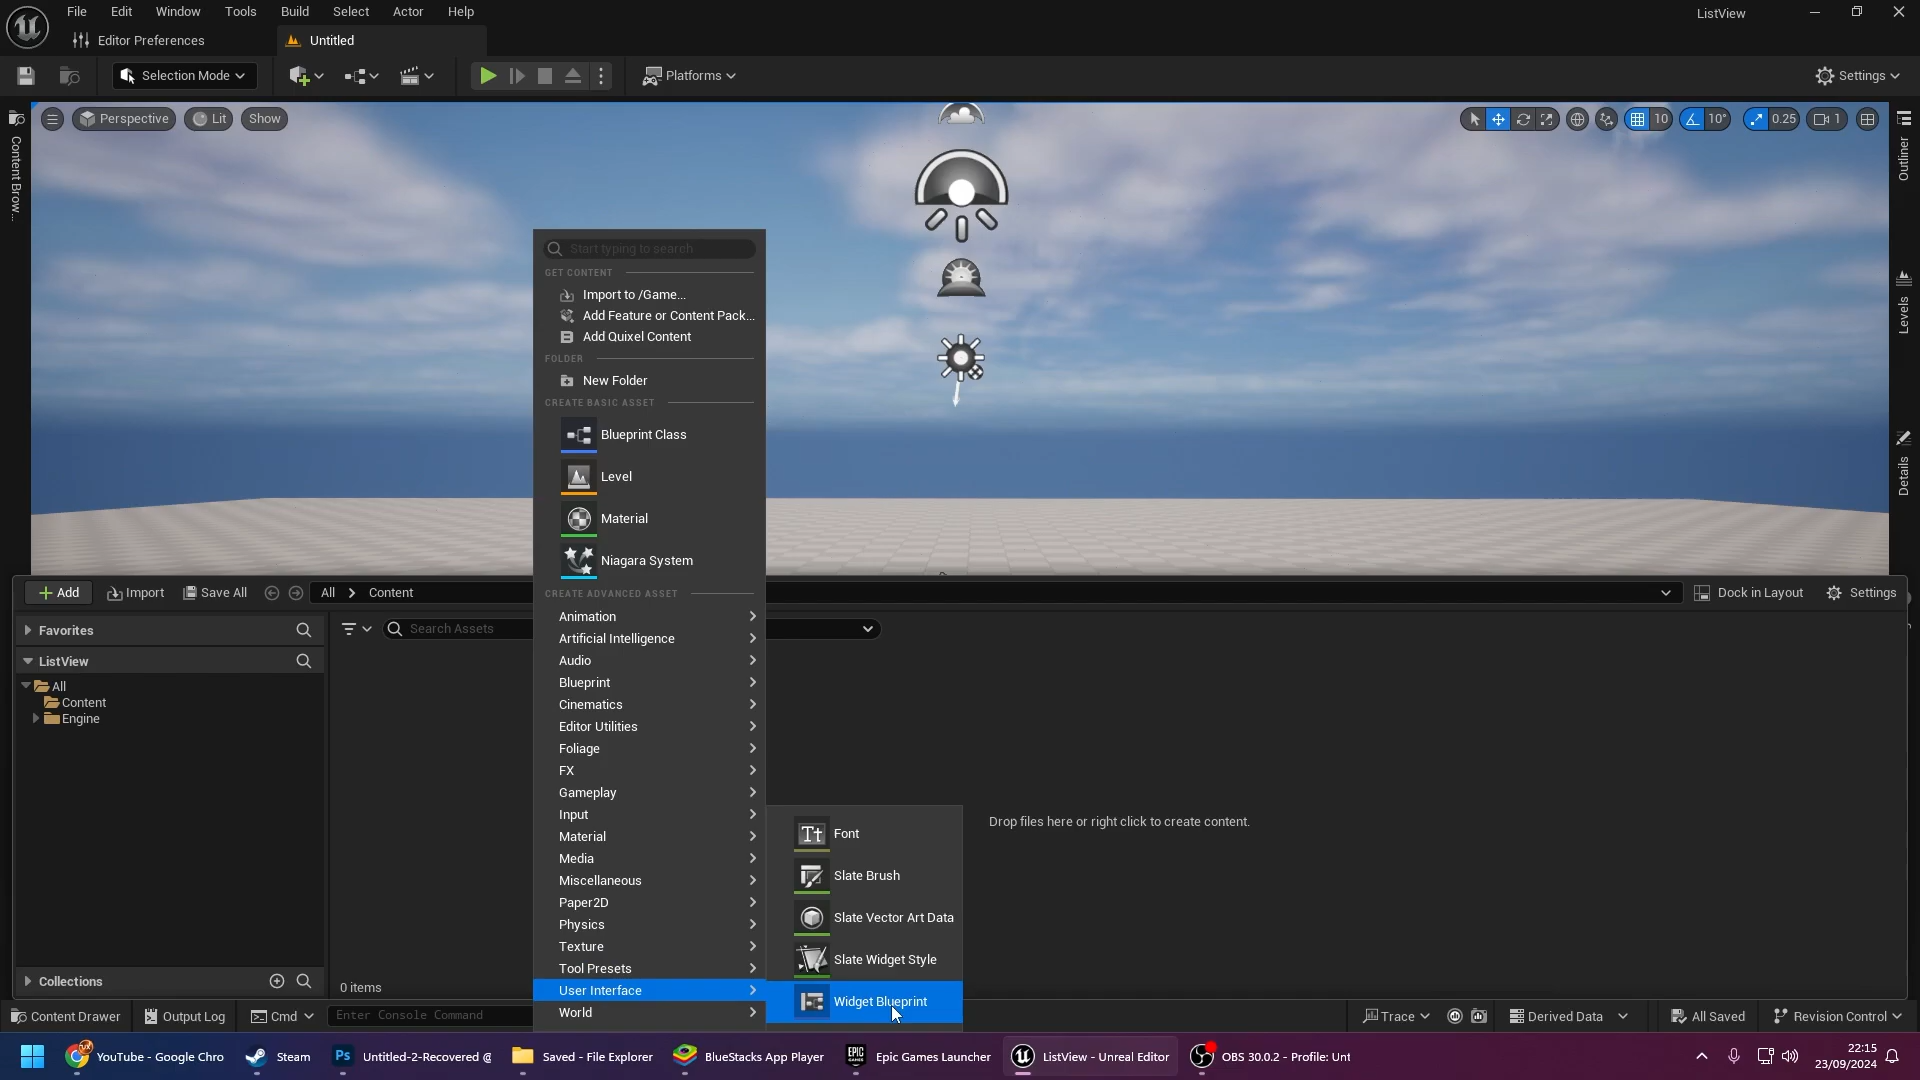 File Edit Window Tools Build Select Actor Help
ListView
Editor Preferences
Untitled
Selection Mode
Platforms
Settings
Perspective
Lit
Show
10
10°
0.25
1
Content Brow...
Outliner
Levels
Details
Start typing to search
GET CONTENT
Import to /Game...
Add Feature or Content Pack...
Add Quixel Content
FOLDER
New Folder
CREATE BASIC ASSET
Blueprint Class
Level
Material
Niagara System
CREATE ADVANCED ASSET
Animation
Artificial Intelligence
Audio
Blueprint
Cinematics
Editor Utilities
Foliage
FX
Gameplay
Input
Material
Media
Miscellaneous
Paper2D
Physics
Texture
Tool Presets
User Interface
World
Font
Slate Brush
Slate Vector Art Data
Slate Widget Style
Widget Blueprint
Add
Import
Save All
All
Content
Dock in Layout
Settings
Favorites
Search Assets
ListView
All
Content
Engine
Drop files here or right click to create content.
Collections
0 items
Content Drawer
Output Log
Cmd
Enter Console Command
Trace
Derived Data
All Saved
Revision Control
YouTube - Google Chro
Steam
Ps
Untitled-2-Recovered @
Saved - File Explorer
BlueStacks App Player
EPIC GAMES
Epic Games Launcher
ListView - Unreal Editor
OBS 30.0.2 - Profile: Unt
22:15
23/09/2024